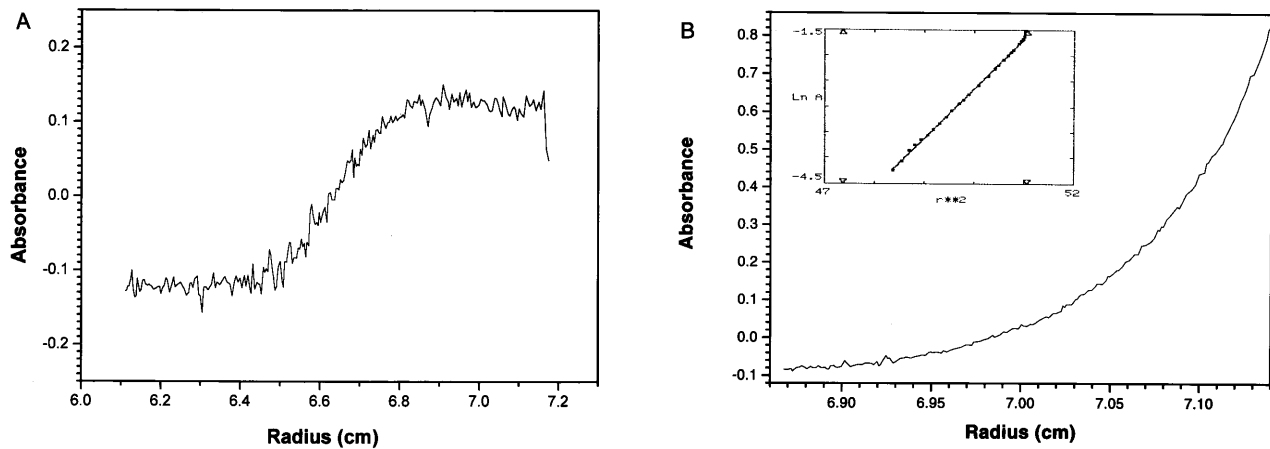 A
0.2
0.1
0.0
-0.1
-0.2
Absorbance
6.0 6.2 6.4 6.6 6.8 7.0 7.2
Radius (cm)
B
0.8
0.7
0.6
0.5
0.4
0.3
0.2
0.1
0.0
-0.1
Absorbance
6.90 6.95 7.00 7.05 7.10
Radius (cm)
-1.5
Ln A
-4.5
47 52
r**2